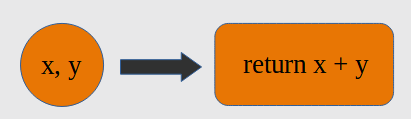 x, y
return x + y